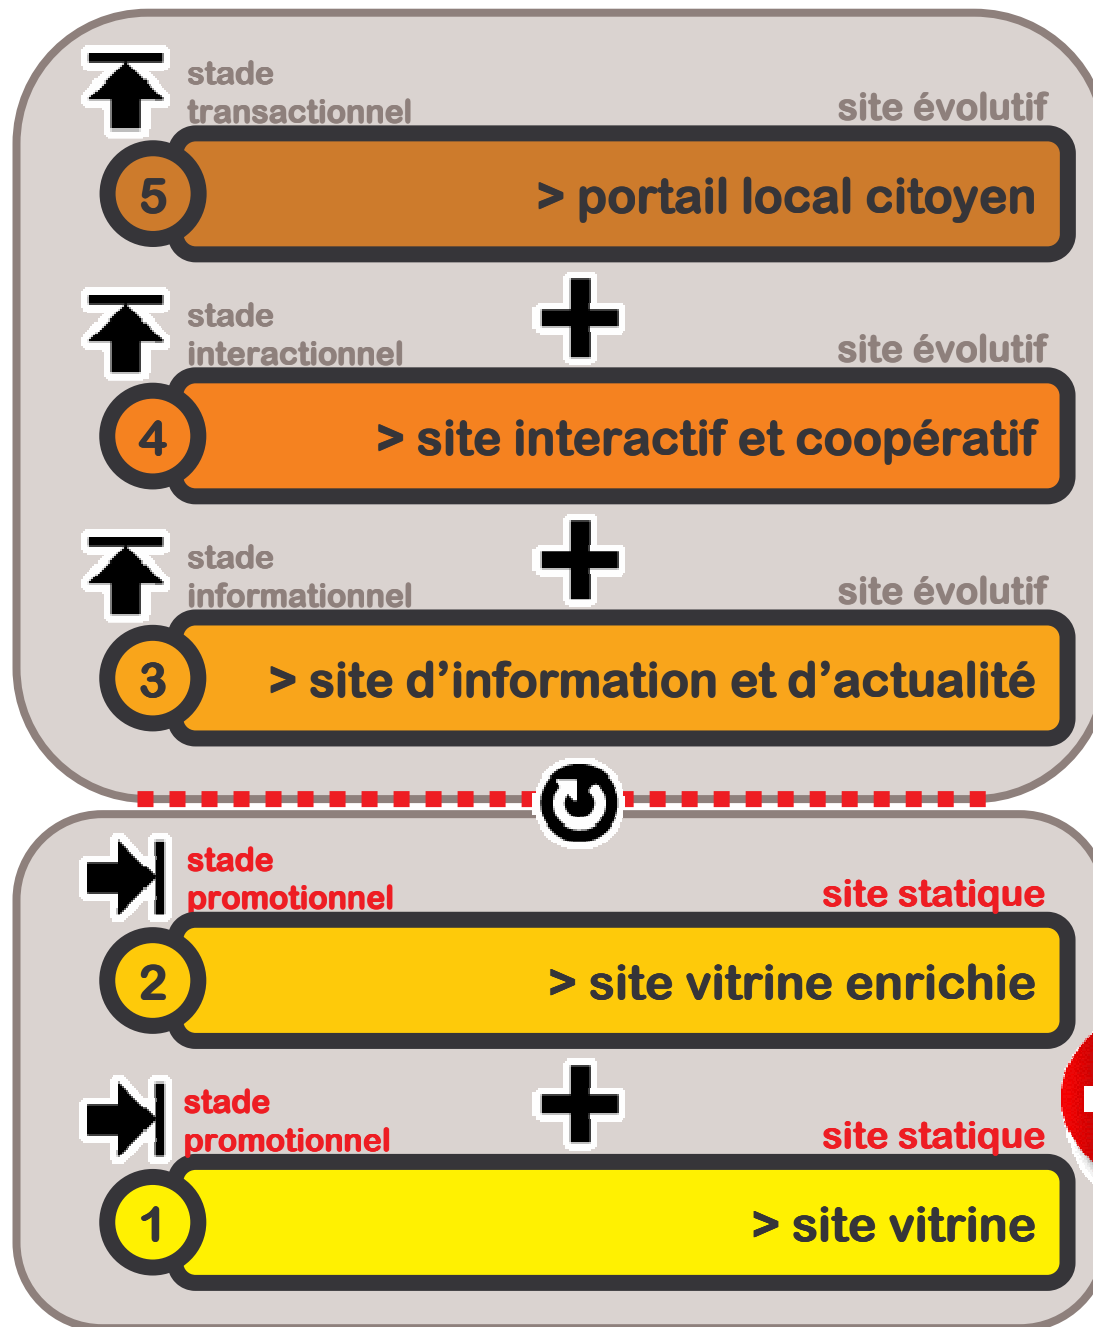 stade
transactionnel
site évolutif
5
> portail local citoyen
stade
interactionnel
site évolutif
4
> site interactif et coopératif
stade
informationnel
site évolutif
3
> site d’information et d’actualité
stade
promotionnel
site statique
2
> site vitrine enrichie
stade
promotionnel
site statique
1
> site vitrine